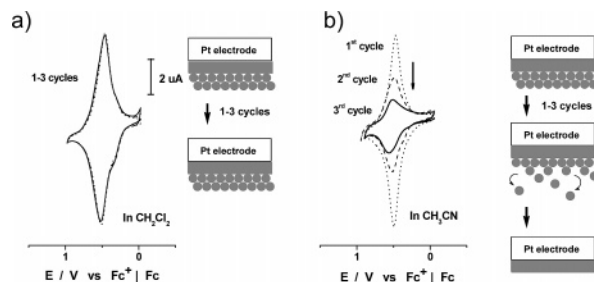 a)
1-3 cycles
2 uA
Pt electrode
1-3 cycles
Pt electrode
In CH₂Cl₂
1 0
E / V vs Fc⁺ | Fc
b)
1ˢᵗ cycle
2ⁿᵈ cycle
3ʳᵈ cycle
In CH₃CN
1 0
E / V vs Fc⁺ | Fc
Pt electrode
1-3 cycles
Pt electrode
Pt electrode